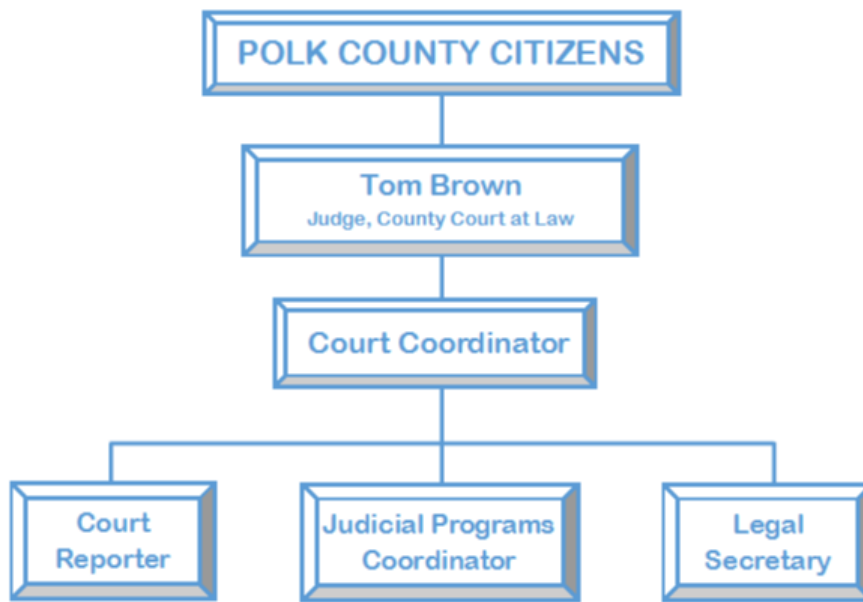 POLK COUNTY CITIZENS
Tom Brown
Judge, County Court at Law
Court Coordinator
Court
Reporter
Judicial Programs
Coordinator
Legal
Secretary